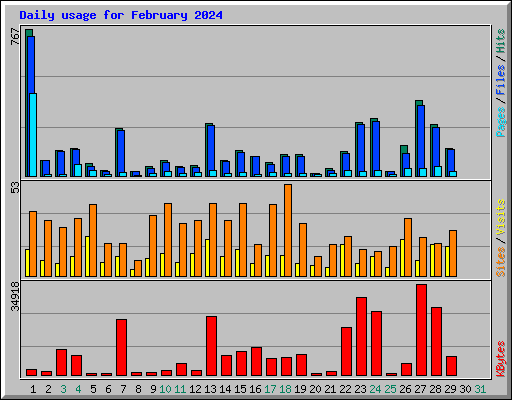 Daily usage for February 2024
767
Pages / Files / Hits
53
Sites / Visits
34918
KBytes
1 2 3 4 5 6 7 8 9 10 11 12 13 14 15 16 17 18 19 20 21 22 23 24 25 26 27 28 29 30 31